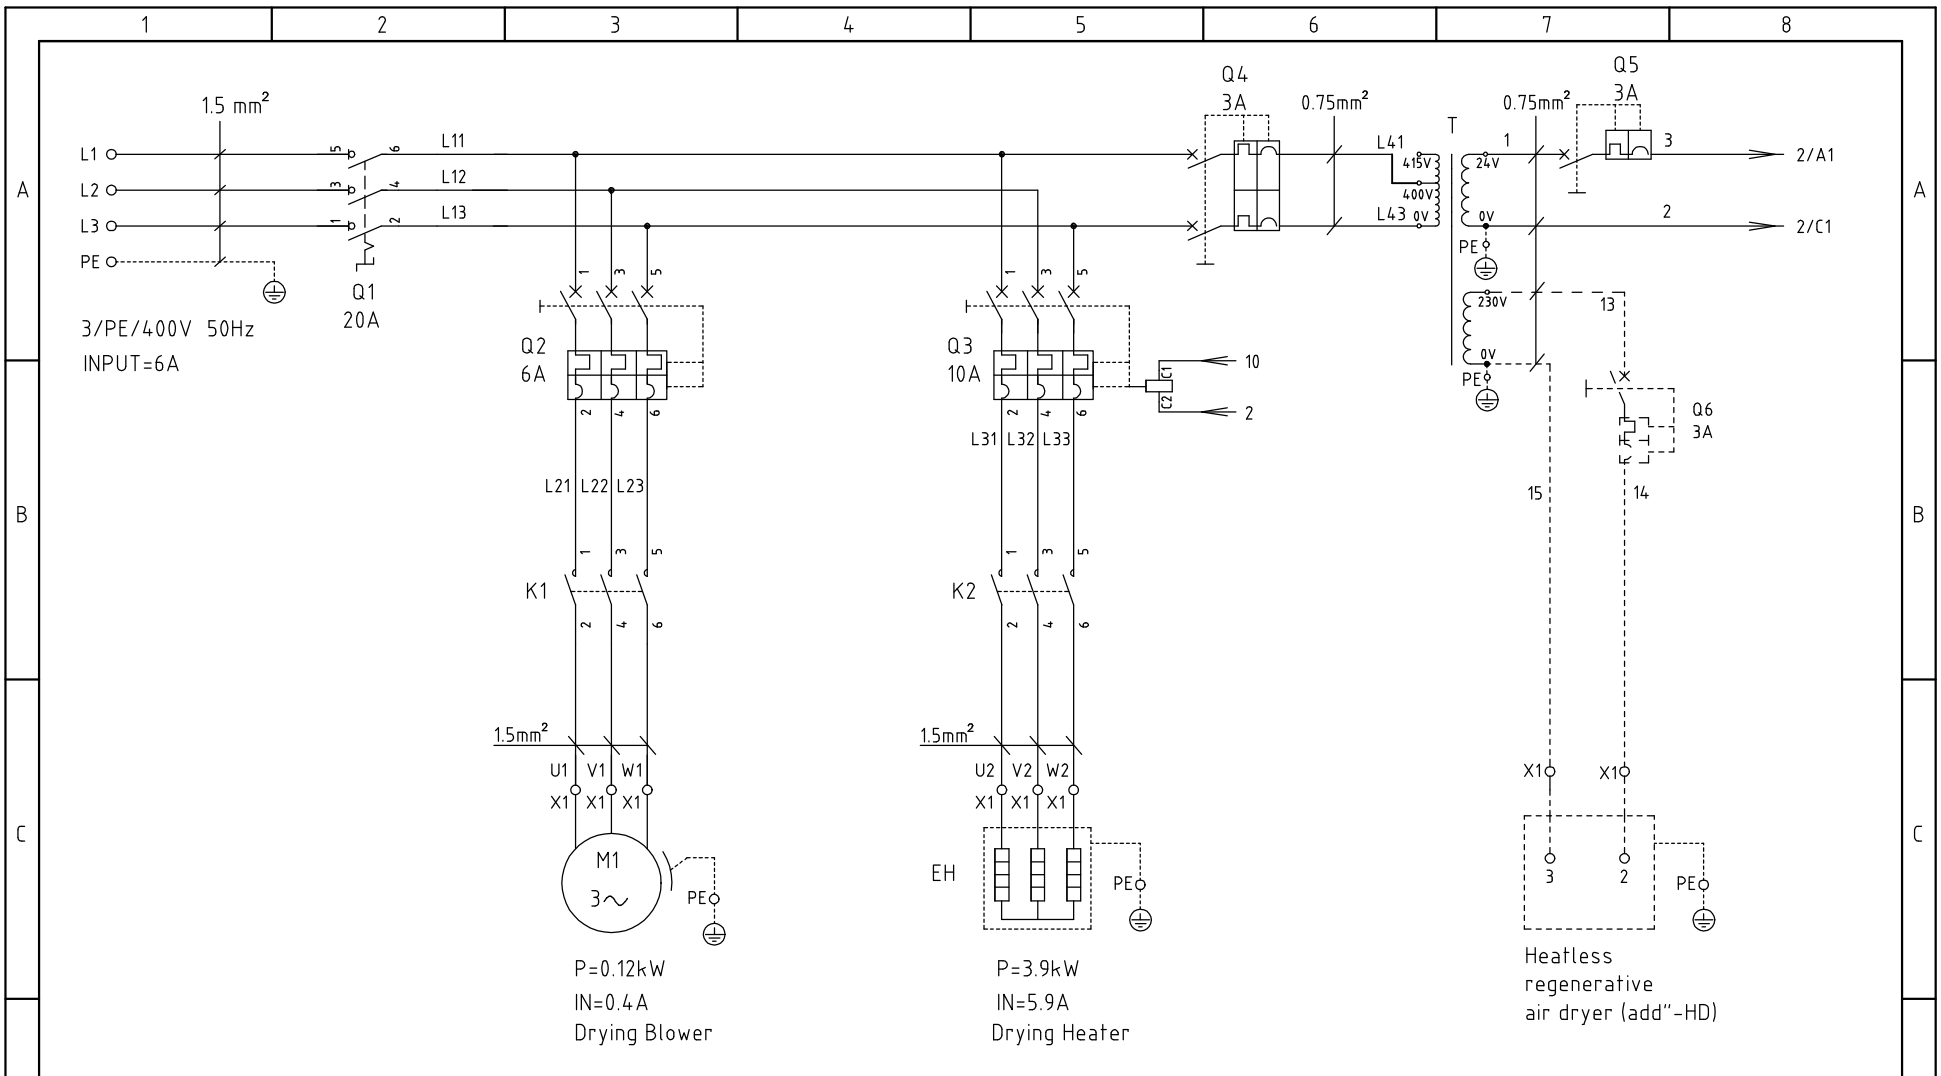 1 2 3 4 5 6 7 8
A
B
C
A
B
C
1.5 mm²
L1
L2
L3
PE
3/PE/400V 50Hz
INPUT=6A
5 6
3 4
1 2
Q1
20A
L11
L12
L13
1 3 5
Q2
6A
2 4 6
L21 L22 L23
1 3 5
K1
2 4 6
1.5mm²
U1 V1 W1
X1 X1 X1
M1
3~
PE
P=0.12kW
IN=0.4A
Drying Blower
1 3 5
Q3
10A
C1
C2
10
2
2 4 6
L31 L32 L33
1 3 5
K2
2 4 6
1.5mm²
U2 V2 W2
X1 X1 X1
EH
PE
P=3.9kW
IN=5.9A
Drying Heater
Q4
3A
0.75mm²
L41
415V
400V
L43 0V
T
24V
0V
PE
230V
0V
PE
1
0.75mm²
Q5
3A
3
2/A1
2
2/C1
13
Q6
3A
15 14
X1 X1
3 2
PE
Heatless
regenerative
air dryer (add"-HD)